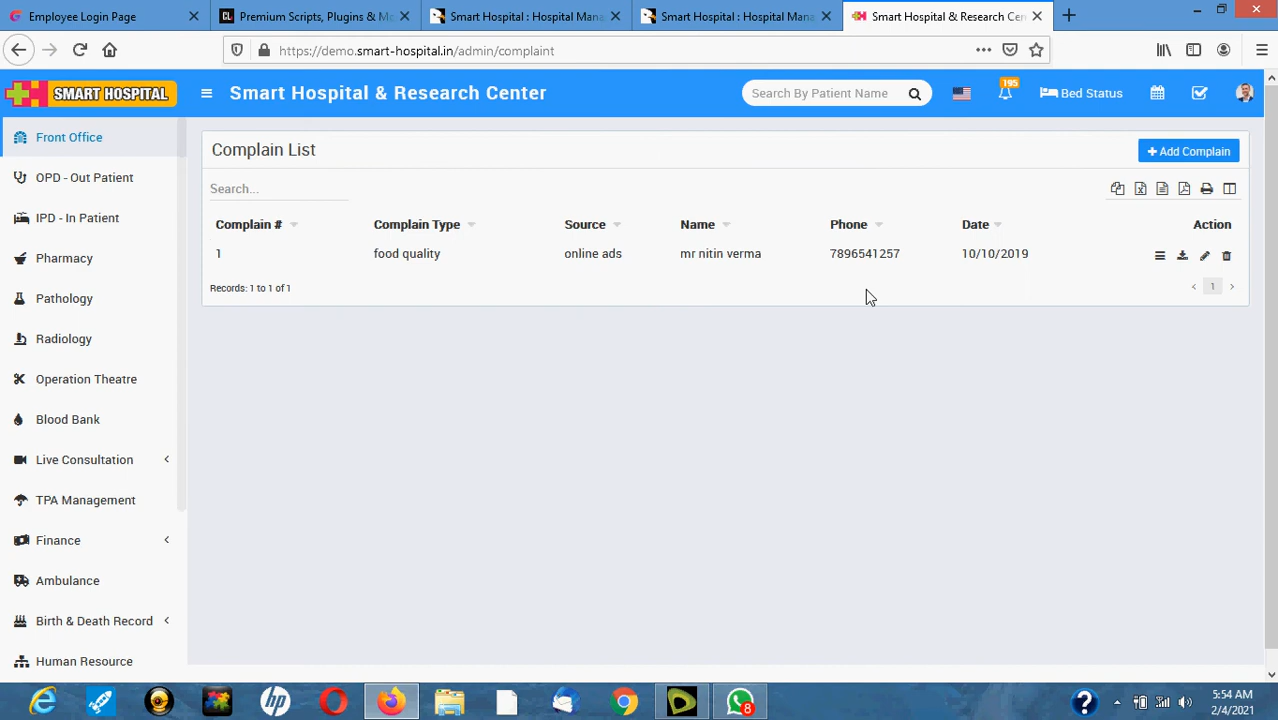 Employee Login Page
Premium Scripts, Plugins & Mo
Smart Hospital : Hospital Mana
Smart Hospital : Hospital Mana
Smart Hospital & Research Cen
https://demo.smart-hospital.in/admin/complaint
SMART HOSPITAL
Smart Hospital & Research Center
Search By Patient Name
195
Bed Status
Front Office
OPD - Out Patient
IPD - In Patient
Pharmacy
Pathology
Radiology
Operation Theatre
Blood Bank
Live Consultation
TPA Management
Finance
Ambulance
Birth & Death Record
Human Resource
Complain List
+ Add Complain
Search...
Complain # Complain Type Source Name Phone Date Action
1 food quality online ads mr nitin verma 7896541257 10/10/2019
Records: 1 to 1 of 1
< 1 >
hp
8
5:54 AM
2/4/2021